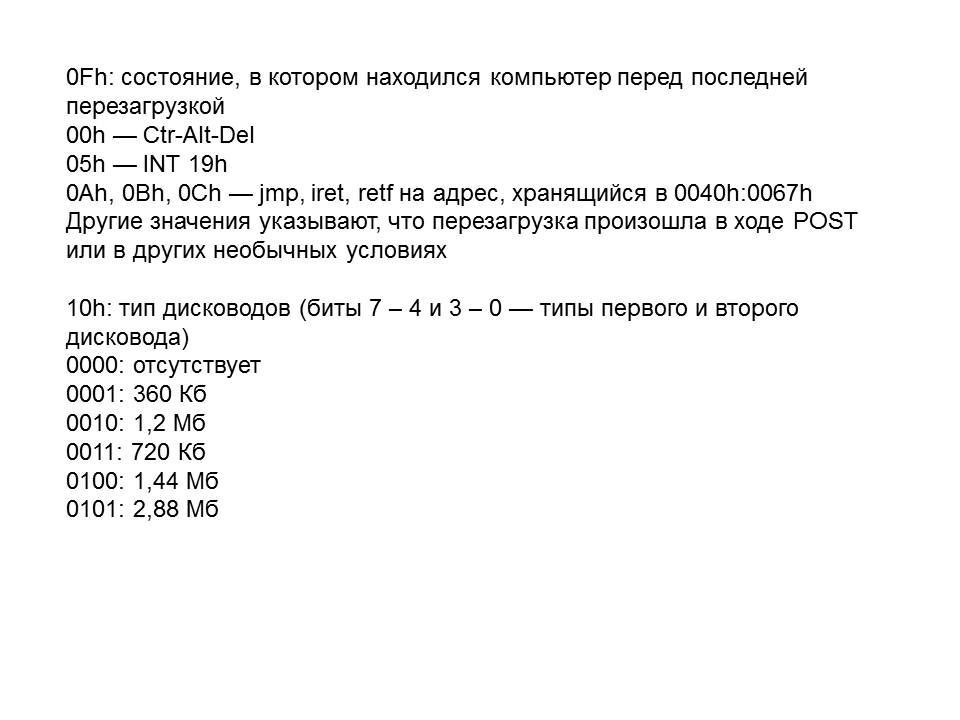 0Fh: состояние, в котором находился компьютер перед последней
перезагрузкой
00h — Ctr-Alt-Del
05h — INT 19h
0Ah, 0Bh, 0Ch — jmp, iret, retf на адрес, хранящийся в 0040h:0067h
Другие значения указывают, что перезагрузка произошла в ходе POST
или в других необычных условиях
10h: тип дисководов (биты 7 – 4 и 3 – 0 — типы первого и второго
дисковода)
0000: отсутствует
0001: 360 Кб
0010: 1,2 Мб
0011: 720 Кб
0100: 1,44 Мб
0101: 2,88 Мб